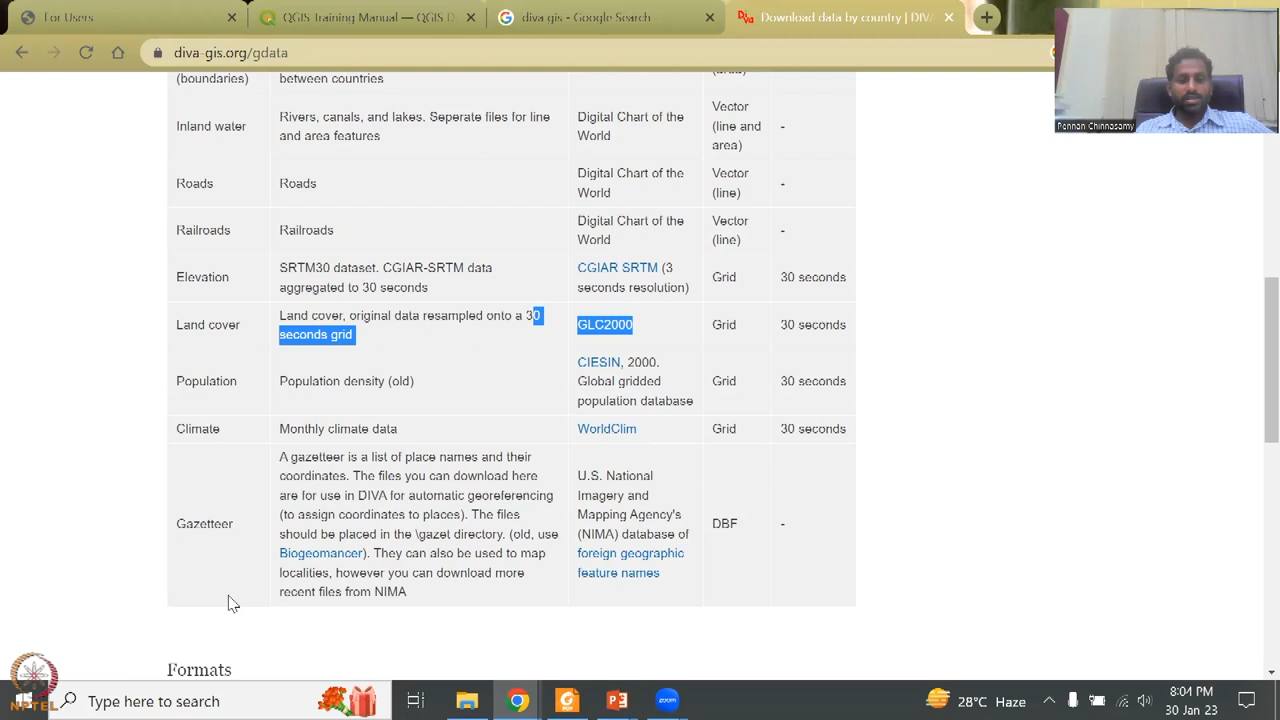 For Users
QGIS Training Manual — QGIS D
diva gis - Google Search
Download data by country | DIVA
diva-gis.org/gdata
(boundaries)
between countries
Inland water
Rivers, canals, and lakes. Seperate files for line
and area features
Digital Chart of the
World
Vector
(line and
area)
-
Roads
Roads
Digital Chart of the
World
Vector
(line)
-
Railroads
Railroads
Digital Chart of the
World
Vector
(line)
-
Elevation
SRTM30 dataset. CGIAR-SRTM data
aggregated to 30 seconds
CGIAR SRTM (3
seconds resolution)
Grid
30 seconds
Land cover
Land cover, original data resampled onto a 30
seconds grid
GLC2000
Grid
30 seconds
Population
Population density (old)
CIESIN, 2000.
Global gridded
population database
Grid
30 seconds
Climate
Monthly climate data
WorldClim
Grid
30 seconds
Gazetteer
A gazetteer is a list of place names and their
coordinates. The files you can download here
are for use in DIVA for automatic georeferencing
(to assign coordinates to places). The files
should be placed in the \gazet directory. (old, use
Biogeomancer). They can also be used to map
localities, however you can download more
recent files from NIMA
U.S. National
Imagery and
Mapping Agency's
(NIMA) database of
foreign geographic
feature names
DBF
-
Formats
Pennan Chinnasamy
NPTEL
Type here to search
28°C Haze
8:04 PM
30 Jan 23